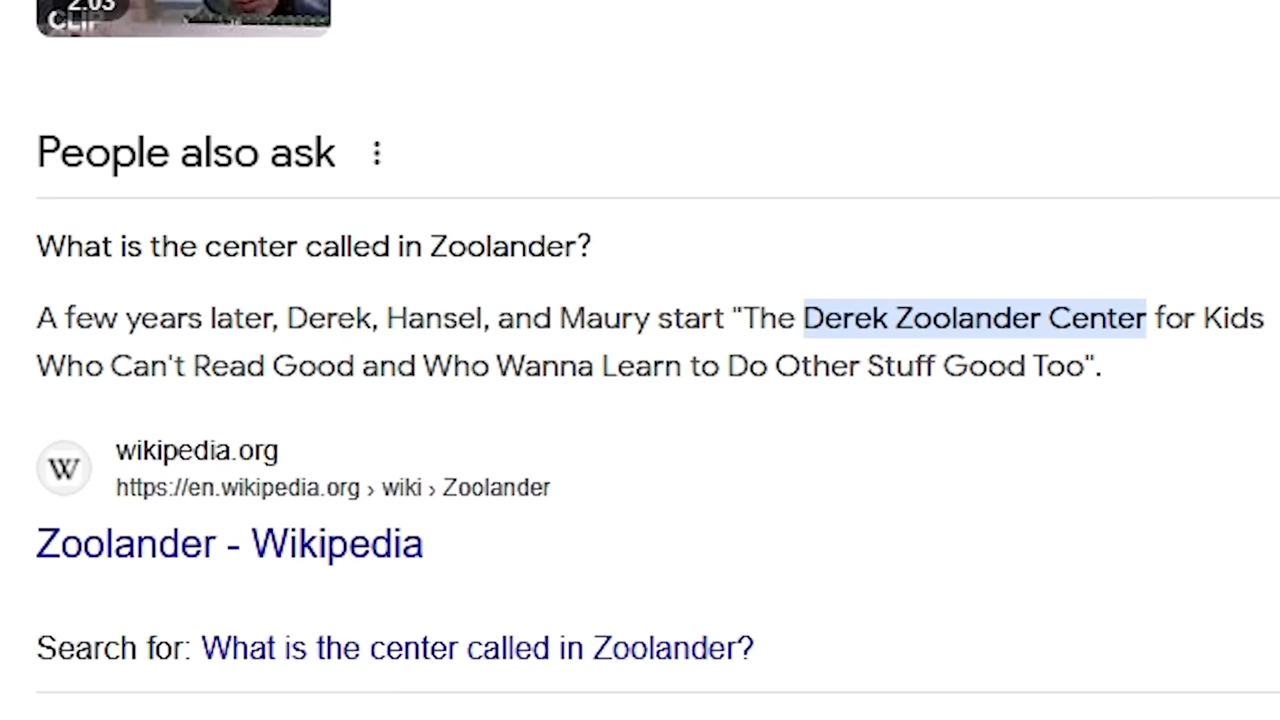 2:03
CLIP
People also ask
What is the center called in Zoolander?
A few years later, Derek, Hansel, and Maury start "The Derek Zoolander Center for Kids
Who Can't Read Good and Who Wanna Learn to Do Other Stuff Good Too".
W
wikipedia.org
https://en.wikipedia.org › wiki › Zoolander
Zoolander - Wikipedia
Search for: What is the center called in Zoolander?